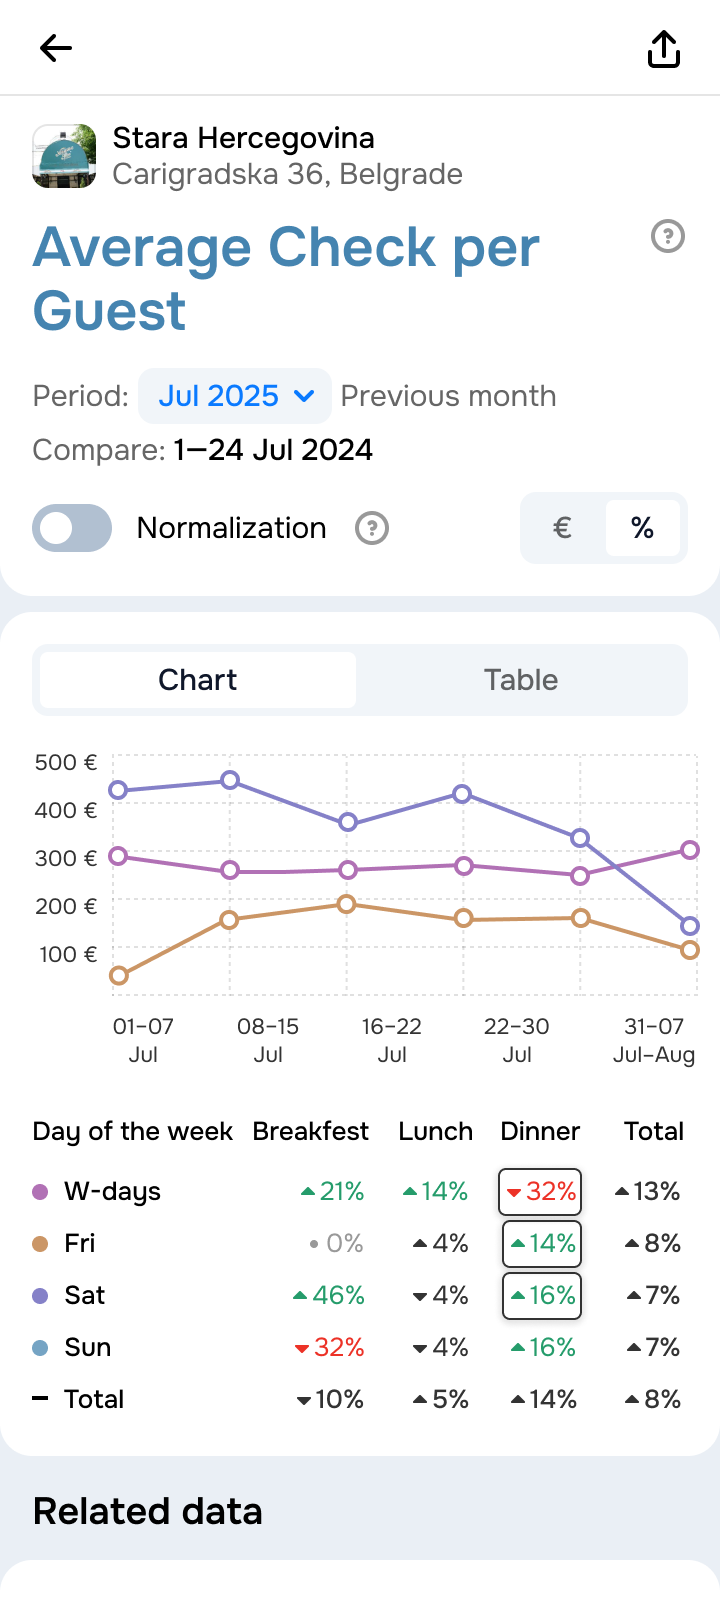 Stara Hercegovina
Carigradska 36, Belgrade
Average Check per
Guest
?
Period: Jul 2025 Previous month
Compare: 1—24 Jul 2024
Normalization ? € %
Chart Table
500 €
400 €
300 €
200 €
100 €
01–07 08–15 16–22 22–30 31–07
Jul Jul Jul Jul Jul–Aug
Day of the week Breakfest Lunch Dinner Total
W-days 21% 14% 32% 13%
Fri 0% 4% 14% 8%
Sat 46% 4% 16% 7%
Sun 32% 4% 16% 7%
Total 10% 5% 14% 8%
Related data